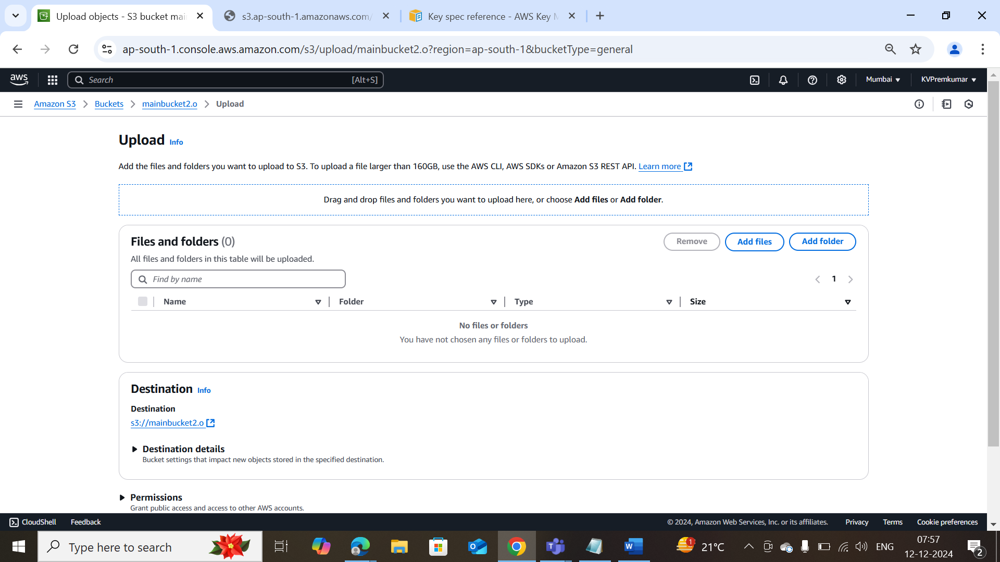 Upload objects - S3 bucket mai
s3.ap-south-1.amazonaws.com/
Key spec reference - AWS Key M
ap-south-1.console.aws.amazon.com/s3/upload/mainbucket2.o?region=ap-south-1&bucketType=general
aws
Search
[Alt+S]
Mumbai
KVPremkumar
Amazon S3
Buckets
mainbucket2.o
Upload
Upload Info
Add the files and folders you want to upload to S3. To upload a file larger than 160GB, use the AWS CLI, AWS SDKs or Amazon S3 REST API. Learn more
Drag and drop files and folders you want to upload here, or choose Add files or Add folder.
Files and folders (0)
Remove
Add files
Add folder
All files and folders in this table will be uploaded.
Find by name
1
Name
Folder
Type
Size
No files or folders
You have not chosen any files or folders to upload.
Destination Info
Destination
s3://mainbucket2.o
Destination details
Bucket settings that impact new objects stored in the specified destination.
Permissions
Grant public access and access to other AWS accounts.
CloudShell
Feedback
© 2024, Amazon Web Services, Inc. or its affiliates.
Privacy
Terms
Cookie preferences
Type here to search
1
21°C
ENG
07:57
12-12-2024
2